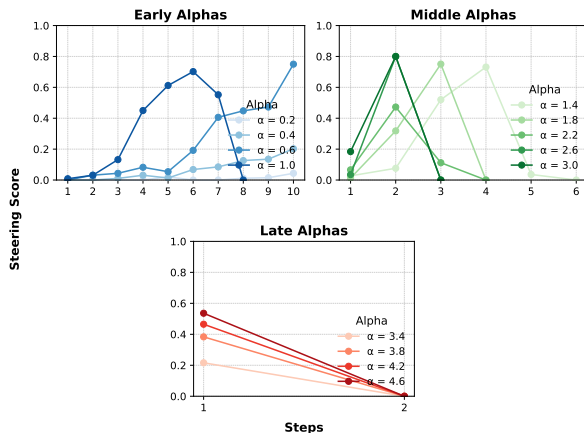 Early Alphas
Middle Alphas
1.0
0.8
0.6
0.4
0.2
0.0
1 2 3 4 5 6 7 8 9 10
Alpha
α = 0.2
α = 0.4
α = 0.6
α = 1.0
1.0
0.8
0.6
0.4
0.2
0.0
1 2 3 4 5 6
Alpha
α = 1.4
α = 1.8
α = 2.2
α = 2.6
α = 3.0
Steering Score
Late Alphas
1.0
0.8
0.6
0.4
0.2
0.0
1 2
Alpha
α = 3.4
α = 3.8
α = 4.2
α = 4.6
Steps